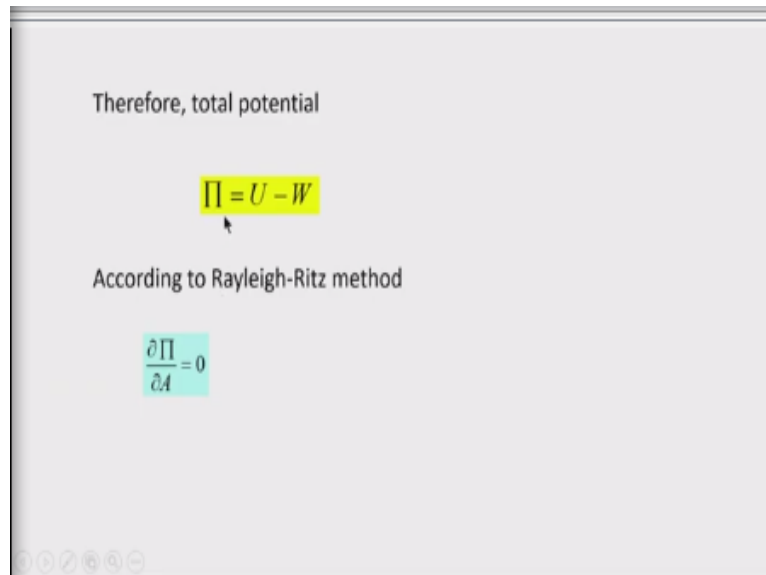 Therefore, total potential
∏ = U − W
According to Rayleigh-Ritz method
∂∏/∂A = 0